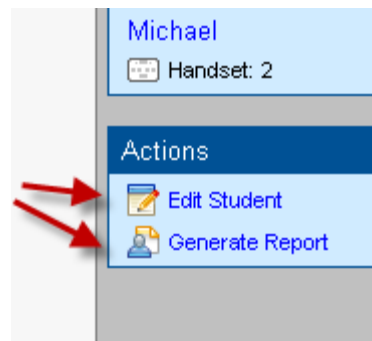 Michael
Handset: 2
Actions
Edit Student
Generate Report